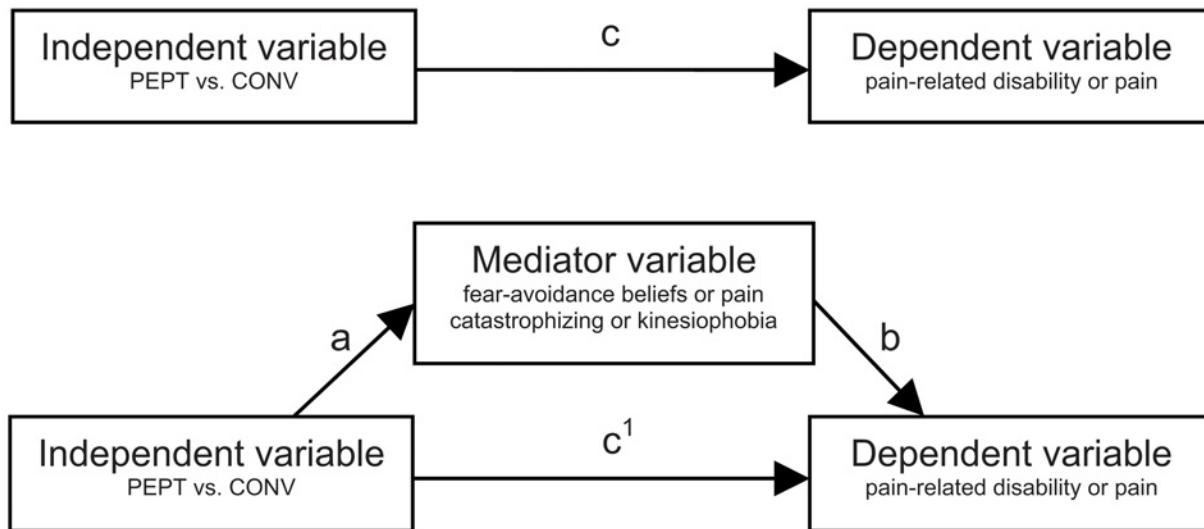 Independent variable
PEPT vs. CONV
c
Dependent variable
pain-related disability or pain
Mediator variable
fear-avoidance beliefs or pain
catastrophizing or kinesiophobia
a
b
Independent variable
PEPT vs. CONV
c¹
Dependent variable
pain-related disability or pain